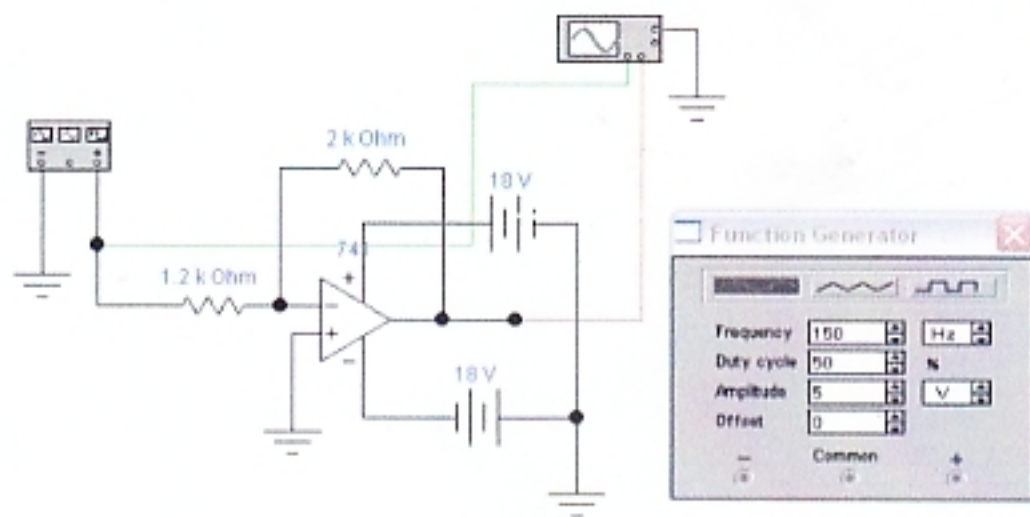 2 k Ohm
18 V
741
1.2 k Ohm
+
−
+
−
18 V
Function Generator
Frequency 150 Hz
Duty cycle 50 %
Amplitude 5 V
Offset 0
− Common +